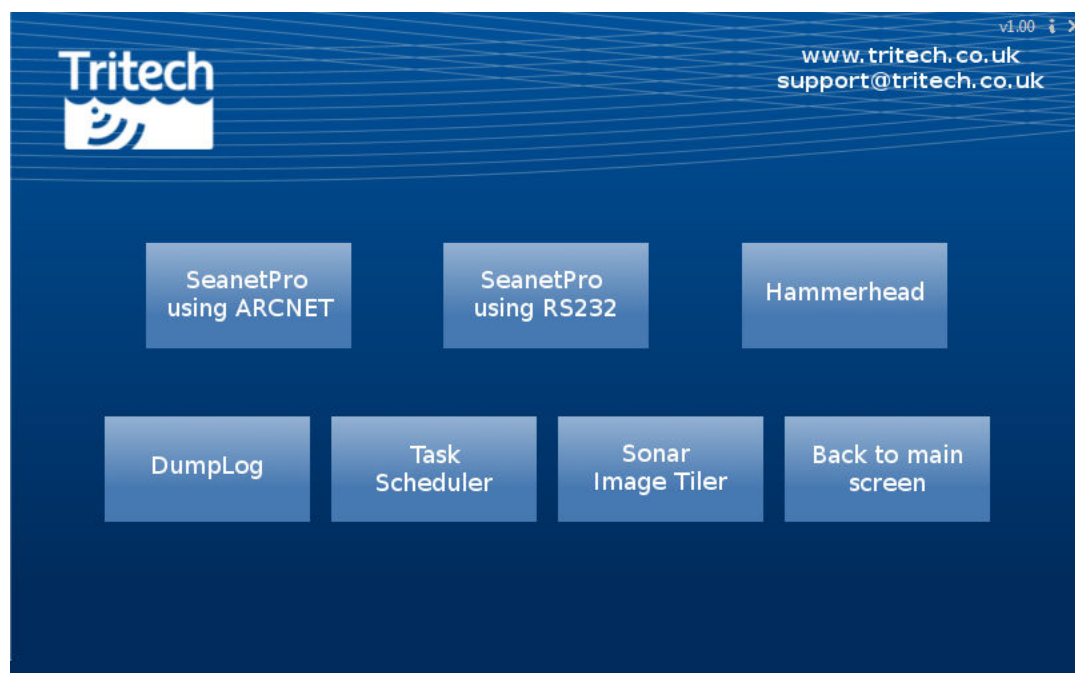 v1.00 i X
www.tritech.co.uk
support@tritech.co.uk
Tritech
SeanetPro
using ARCNET
SeanetPro
using RS232
Hammerhead
DumpLog
Task
Scheduler
Sonar
Image Tiler
Back to main
screen